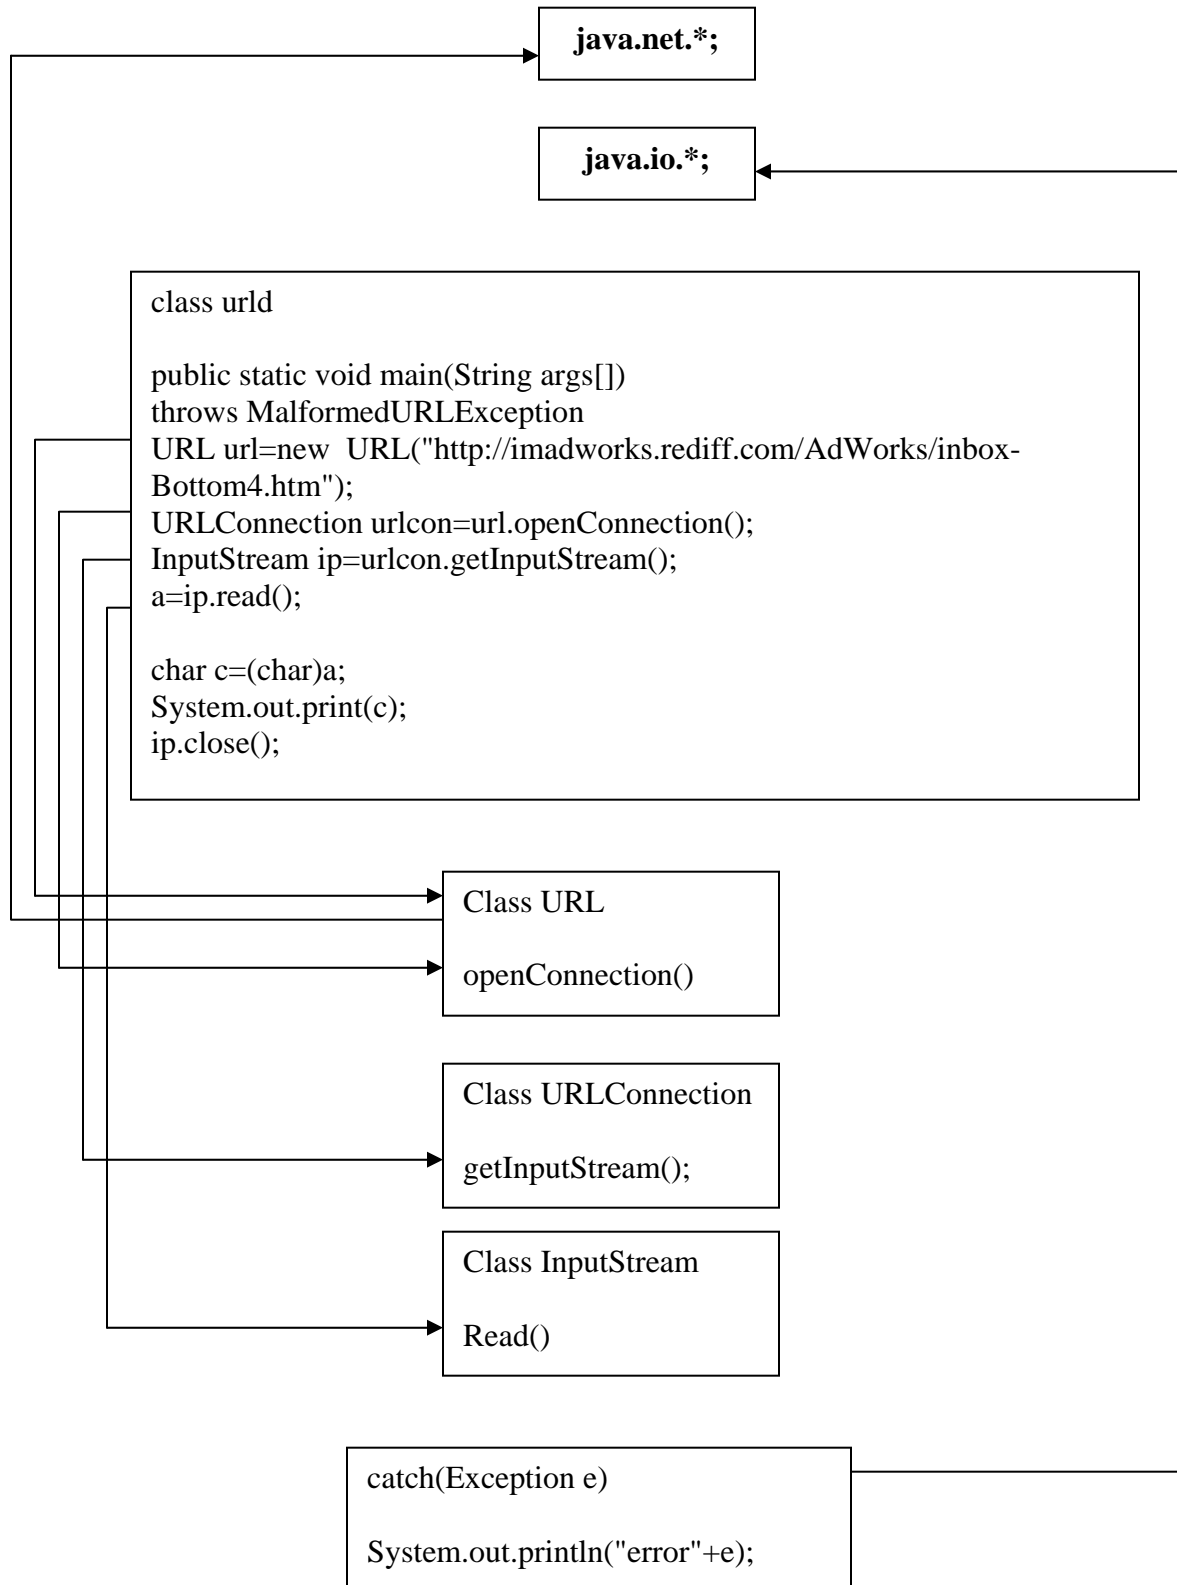 java.net.*;
java.io.*;
class urld
public static void main(String args[])
throws MalformedURLException
URL url=new  URL("http://imadworks.rediff.com/AdWorks/inbox-
Bottom4.htm");
URLConnection urlcon=url.openConnection();
InputStream ip=urlcon.getInputStream();
a=ip.read();
char c=(char)a;
System.out.print(c);
ip.close();
Class URL
openConnection()
Class URLConnection
getInputStream();
Class InputStream
Read()
catch(Exception e)
System.out.println("error"+e);